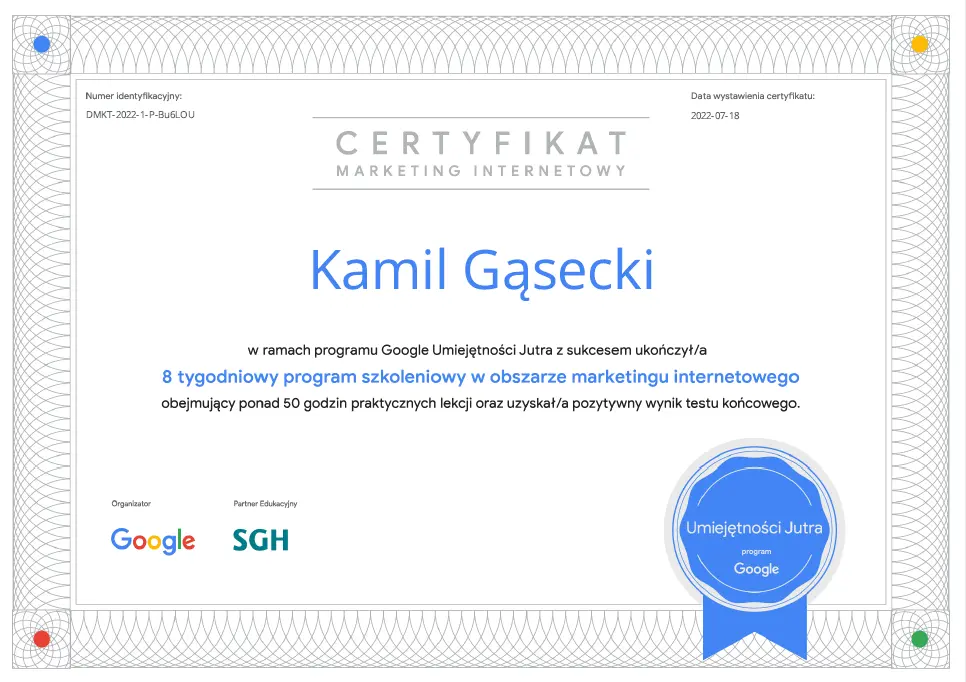 Numer identyfikacyjny:
DMKT-2022-1-P-Bu6LOU
Data wystawienia certyfikatu:
2022-07-18
CERTYFIKAT
MARKETING INTERNETOWY
Kamil Gąsecki
w ramach programu Google Umiejętności Jutra z sukcesem ukończył/a
8 tygodniowy program szkoleniowy w obszarze marketingu internetowego
obejmujący ponad 50 godzin praktycznych lekcji oraz uzyskał/a pozytywny wynik testu końcowego.
Organizator
Google
Partner Edukacyjny
SGH
Umiejętności Jutra
program
Google